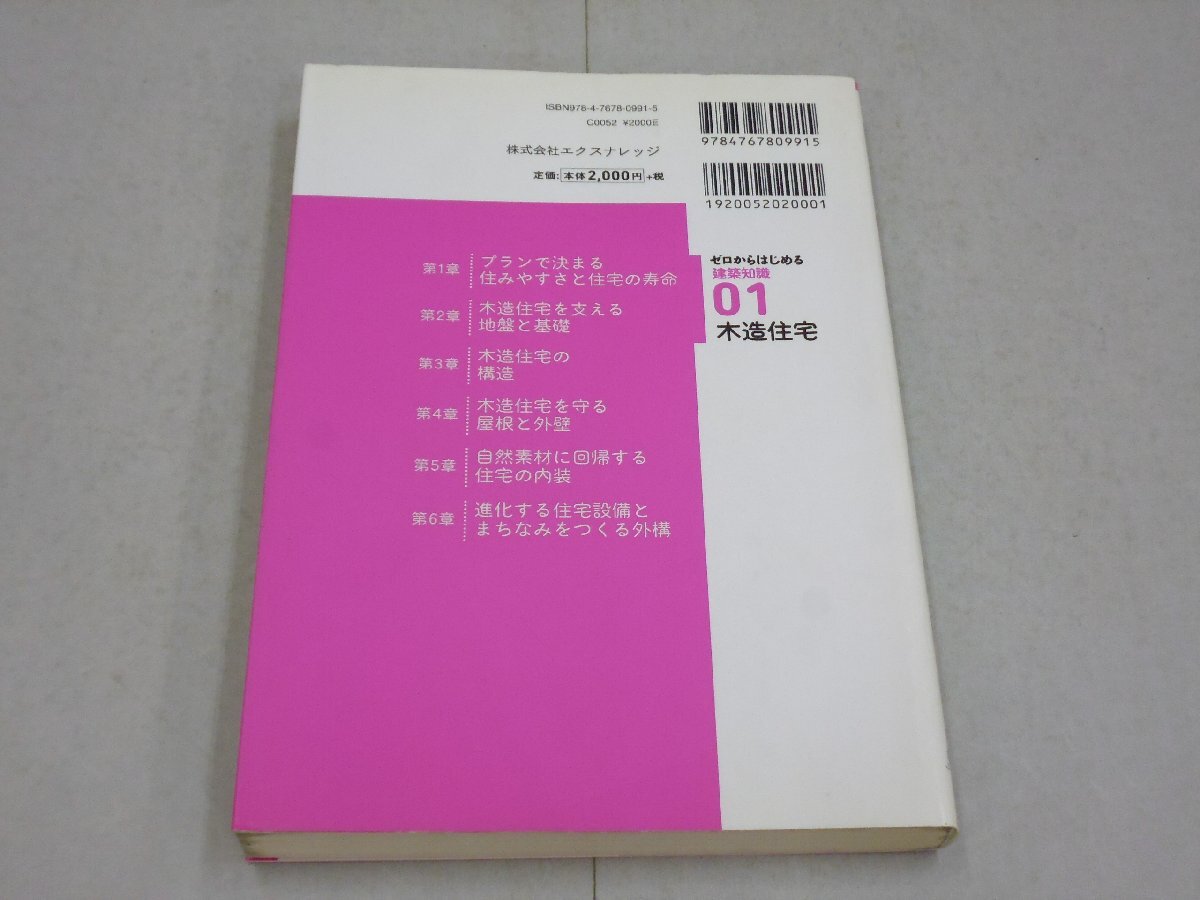 ISBN978-4-7678-0991-5
C0052 ¥2000E
株式会社エクスナレッジ
定価:本体2,000円+税
9784767809915
1920052020001
ゼロからはじめる
建築知識
01
木造住宅
第1章 プランで決まる
住みやすさと住宅の寿命
第2章 木造住宅を支える
地盤と基礎
第3章 木造住宅の
構造
第4章 木造住宅を守る
屋根と外壁
第5章 自然素材に回帰する
住宅の内装
第6章 進化する住宅設備と
まちなみをつくる外構